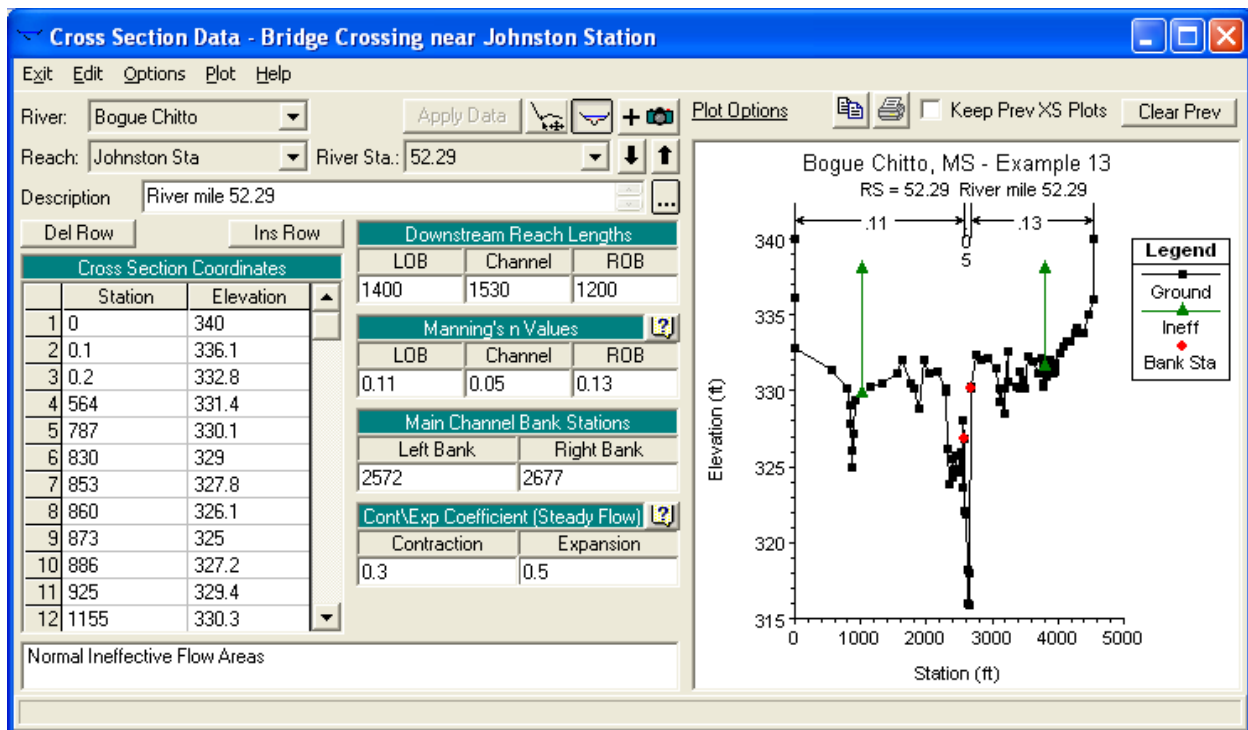 Cross Section Data - Bridge Crossing near Johnston Station
Exit Edit Options Plot Help
River: Bogue Chitto Apply Data
Reach: Johnston Sta River Sta.: 52.29
Description River mile 52.29 ...
Del Row Ins Row
Cross Section Coordinates
Station Elevation
1 0 340
2 0.1 336.1
3 0.2 332.8
4 564 331.4
5 787 330.1
6 830 329
7 853 327.8
8 860 326.1
9 873 325
10 886 327.2
11 925 329.4
12 1155 330.3
Downstream Reach Lengths
LOB Channel ROB
1400 1530 1200
Manning's n Values
LOB Channel ROB
0.11 0.05 0.13
Main Channel Bank Stations
Left Bank Right Bank
2572 2677
Cont\Exp Coefficient (Steady Flow)
Contraction Expansion
0.3 0.5
Normal Ineffective Flow Areas
Plot Options Keep Prev XS Plots Clear Prev
Bogue Chitto, MS - Example 13
RS = 52.29 River mile 52.29
.11 .05 .13
Legend
Ground
Ineff
Bank Sta
Elevation (ft)
340
335
330
325
320
315
0 1000 2000 3000 4000 5000
Station (ft)